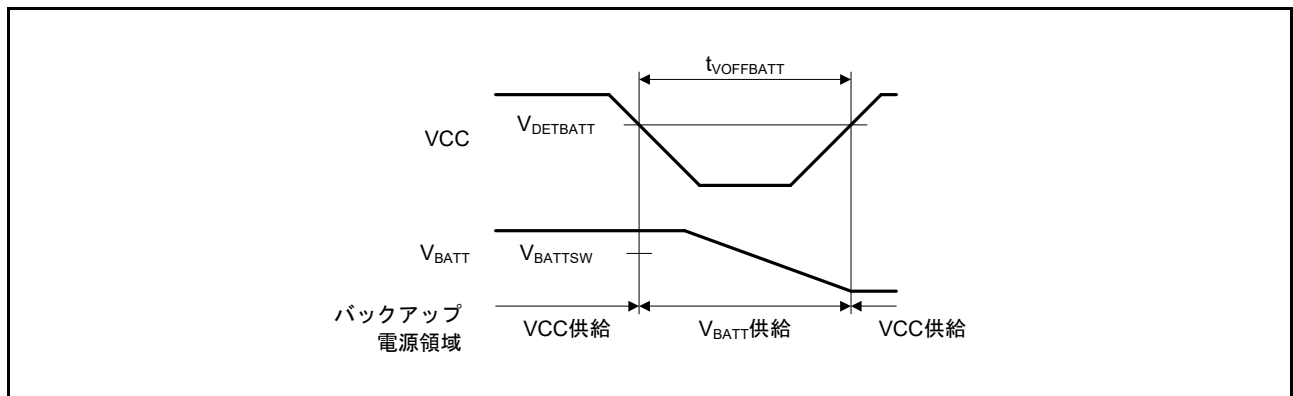 tVOFFBATT
VCC
VDETBATT
VBATT
VBATTSW
バックアップ
電源領域
VCC供給
VBATT供給
VCC供給